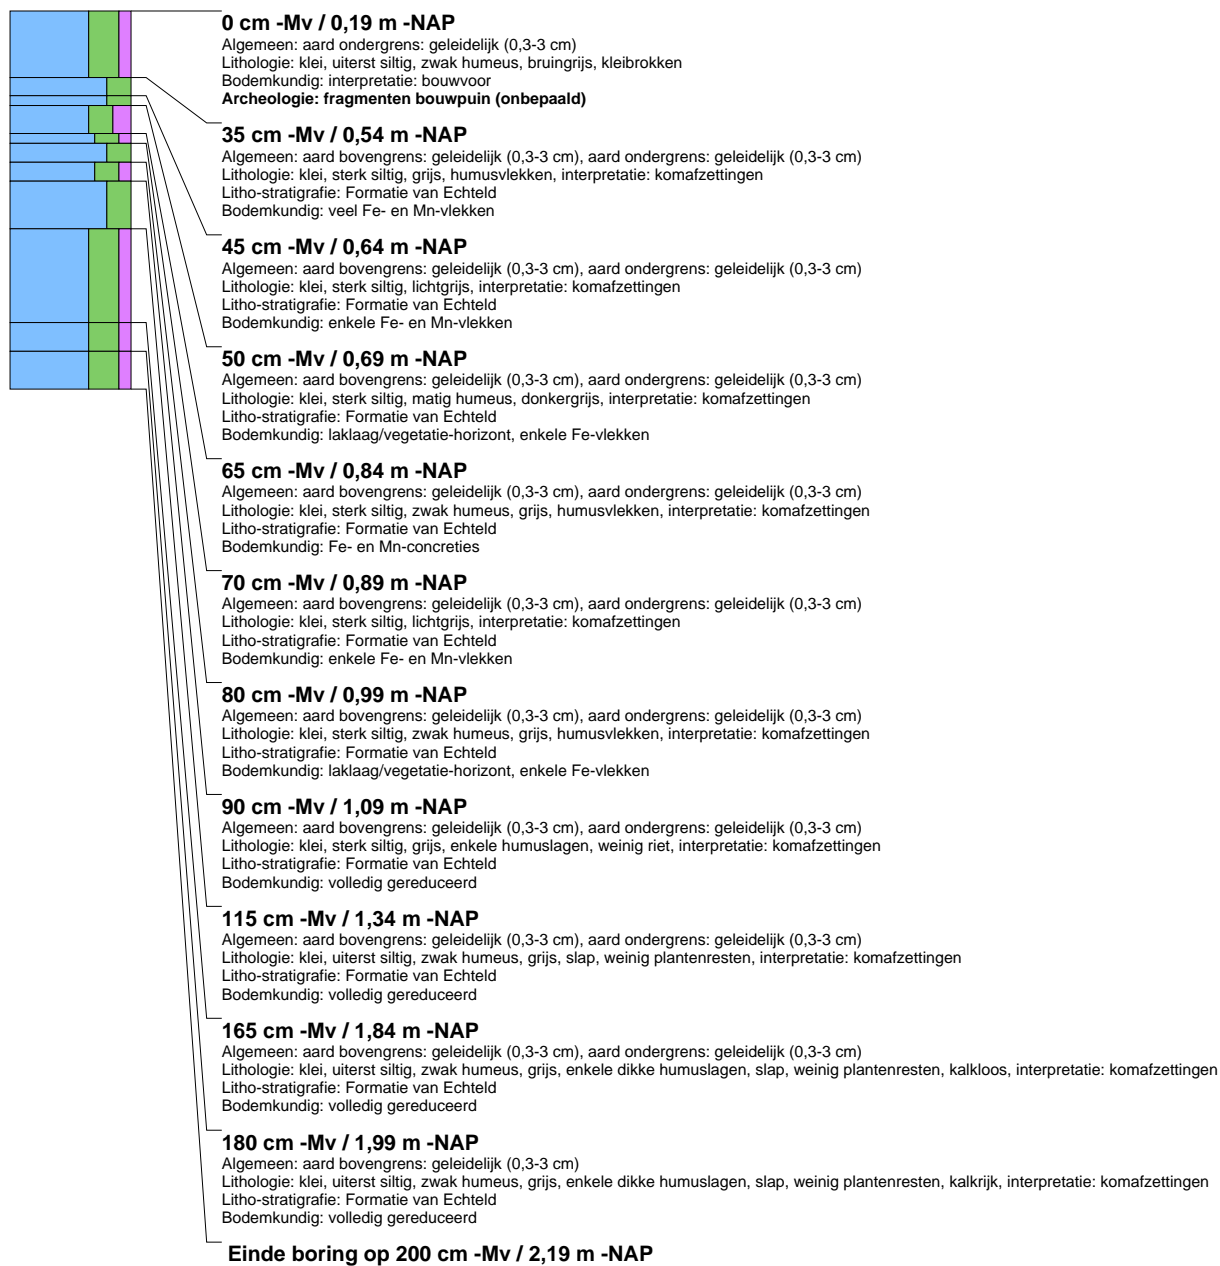 0 cm -Mv / 0,19 m -NAP
Algemeen: aard ondergrens: geleidelijk (0,3-3 cm)
Lithologie: klei, uiterst siltig, zwak humeus, bruingrijs, kleibrokken
Bodemkundig: interpretatie: bouwvoor
Archeologie: fragmenten bouwpuin (onbepaald)
35 cm -Mv / 0,54 m -NAP
Algemeen: aard bovengrens: geleidelijk (0,3-3 cm), aard ondergrens: geleidelijk (0,3-3 cm)
Lithologie: klei, sterk siltig, grijs, humusvlekken, interpretatie: komafzettingen
Litho-stratigrafie: Formatie van Echteld
Bodemkundig: veel Fe- en Mn-vlekken
45 cm -Mv / 0,64 m -NAP
Algemeen: aard bovengrens: geleidelijk (0,3-3 cm), aard ondergrens: geleidelijk (0,3-3 cm)
Lithologie: klei, sterk siltig, lichtgrijs, interpretatie: komafzettingen
Litho-stratigrafie: Formatie van Echteld
Bodemkundig: enkele Fe- en Mn-vlekken
50 cm -Mv / 0,69 m -NAP
Algemeen: aard bovengrens: geleidelijk (0,3-3 cm), aard ondergrens: geleidelijk (0,3-3 cm)
Lithologie: klei, sterk siltig, matig humeus, donkergrijs, interpretatie: komafzettingen
Litho-stratigrafie: Formatie van Echteld
Bodemkundig: laklaag/vegetatie-horizont, enkele Fe-vlekken
65 cm -Mv / 0,84 m -NAP
Algemeen: aard bovengrens: geleidelijk (0,3-3 cm), aard ondergrens: geleidelijk (0,3-3 cm)
Lithologie: klei, sterk siltig, zwak humeus, grijs, humusvlekken, interpretatie: komafzettingen
Litho-stratigrafie: Formatie van Echteld
Bodemkundig: Fe- en Mn-concreties
70 cm -Mv / 0,89 m -NAP
Algemeen: aard bovengrens: geleidelijk (0,3-3 cm), aard ondergrens: geleidelijk (0,3-3 cm)
Lithologie: klei, sterk siltig, lichtgrijs, interpretatie: komafzettingen
Litho-stratigrafie: Formatie van Echteld
Bodemkundig: enkele Fe- en Mn-vlekken
80 cm -Mv / 0,99 m -NAP
Algemeen: aard bovengrens: geleidelijk (0,3-3 cm), aard ondergrens: geleidelijk (0,3-3 cm)
Lithologie: klei, sterk siltig, zwak humeus, grijs, humusvlekken, interpretatie: komafzettingen
Litho-stratigrafie: Formatie van Echteld
Bodemkundig: laklaag/vegetatie-horizont, enkele Fe-vlekken
90 cm -Mv / 1,09 m -NAP
Algemeen: aard bovengrens: geleidelijk (0,3-3 cm), aard ondergrens: geleidelijk (0,3-3 cm)
Lithologie: klei, sterk siltig, grijs, enkele humuslagen, weinig riet, interpretatie: komafzettingen
Litho-stratigrafie: Formatie van Echteld
Bodemkundig: volledig gereduceerd
115 cm -Mv / 1,34 m -NAP
Algemeen: aard bovengrens: geleidelijk (0,3-3 cm), aard ondergrens: geleidelijk (0,3-3 cm)
Lithologie: klei, uiterst siltig, zwak humeus, grijs, slap, weinig plantenresten, interpretatie: komafzettingen
Litho-stratigrafie: Formatie van Echteld
Bodemkundig: volledig gereduceerd
165 cm -Mv / 1,84 m -NAP
Algemeen: aard bovengrens: geleidelijk (0,3-3 cm), aard ondergrens: geleidelijk (0,3-3 cm)
Lithologie: klei, uiterst siltig, zwak humeus, grijs, enkele dikke humuslagen, slap, weinig plantenresten, kalkloos, interpretatie: komafzettingen
Litho-stratigrafie: Formatie van Echteld
Bodemkundig: volledig gereduceerd
180 cm -Mv / 1,99 m -NAP
Algemeen: aard bovengrens: geleidelijk (0,3-3 cm)
Lithologie: klei, uiterst siltig, zwak humeus, grijs, enkele dikke humuslagen, slap, weinig plantenresten, kalkrijk, interpretatie: komafzettingen
Litho-stratigrafie: Formatie van Echteld
Bodemkundig: volledig gereduceerd
Einde boring op 200 cm -Mv / 2,19 m -NAP